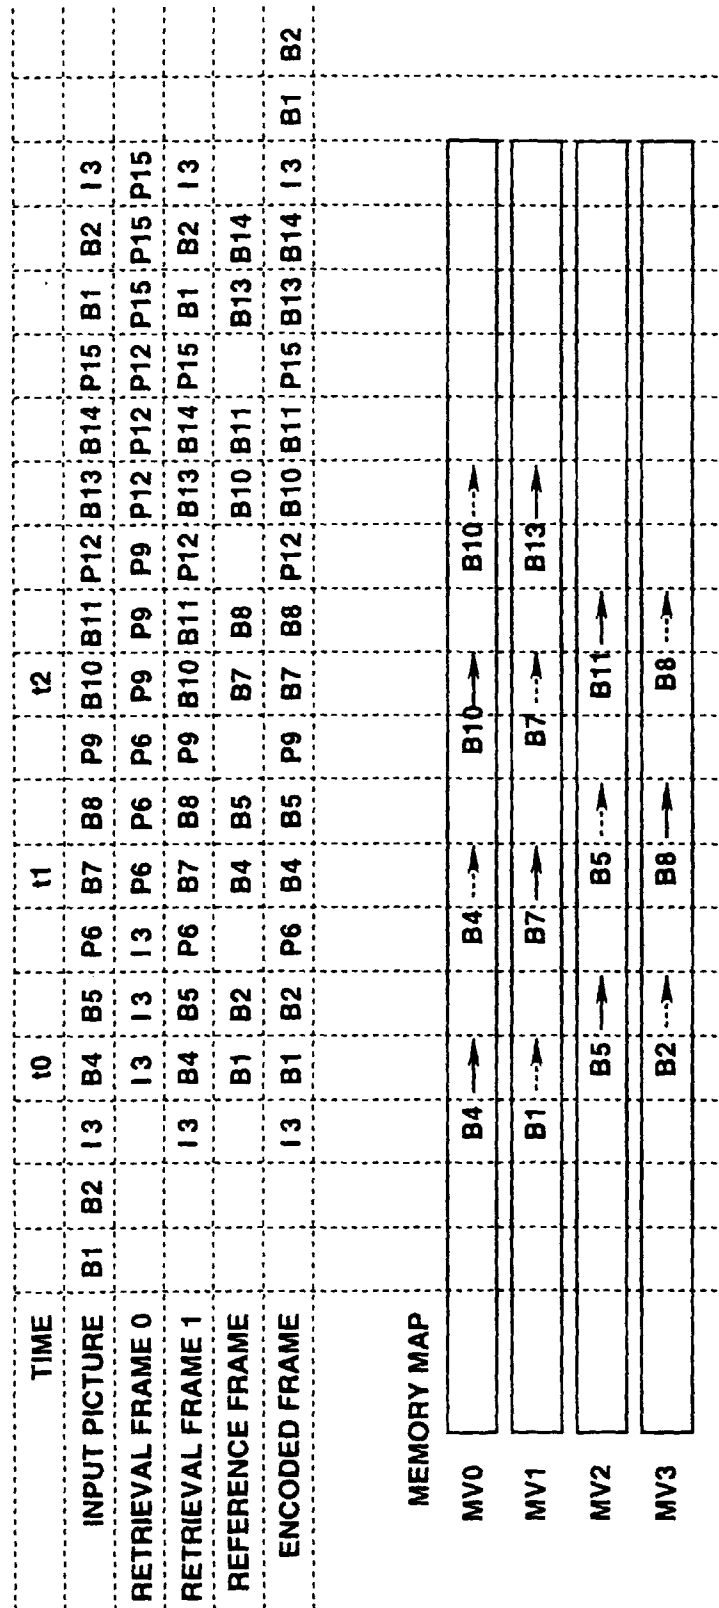 TIME t0 t1 t2
INPUT PICTURE B1 B2 I3 B4 B5 P6 B7 B8 P9 B10 B11 P12 B13 B14 P15 B1 B2 I3
RETRIEVAL FRAME 0 I3 I3 I3 P6 P6 P6 P9 P9 P9 P12 P12 P12 P15 P15 P15
RETRIEVAL FRAME 1 I3 B4 B5 P6 B7 B8 P9 B10 B11 P12 B13 B14 P15 B1 B2 I3
REFERENCE FRAME B1 B2 B4 B5 B7 B8 B10 B11 B13 B14
ENCODED FRAME I3 B1 B2 P6 B4 B5 P9 B7 B8 P12 B10 B11 P15 B13 B14 I3 B1 B2
MEMORY MAP
MV0 B4 B4 B10 B10
MV1 B1 B7 B7 B13
MV2 B5 B5 B11
MV3 B2 B8 B8